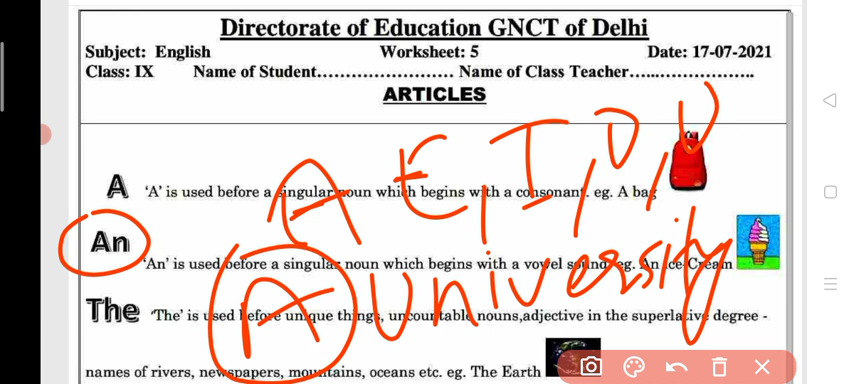 Directorate of Education GNCT of Delhi
Subject: English Worksheet: 5 Date: 17-07-2021
Class: IX Name of Student........................ Name of Class Teacher.......................
ARTICLES
A E, I, O, U
A 'A' is used before a singular noun which begins with a consonant. eg. A bag
An
'An' is used before a singular noun which begins with a vowel sound eg. An Ice Cream
A University
The 'The' is used before unique things, uncountable nouns,adjective in the superlative degree -
names of rivers, newspapers, mountains, oceans etc. eg. The Earth